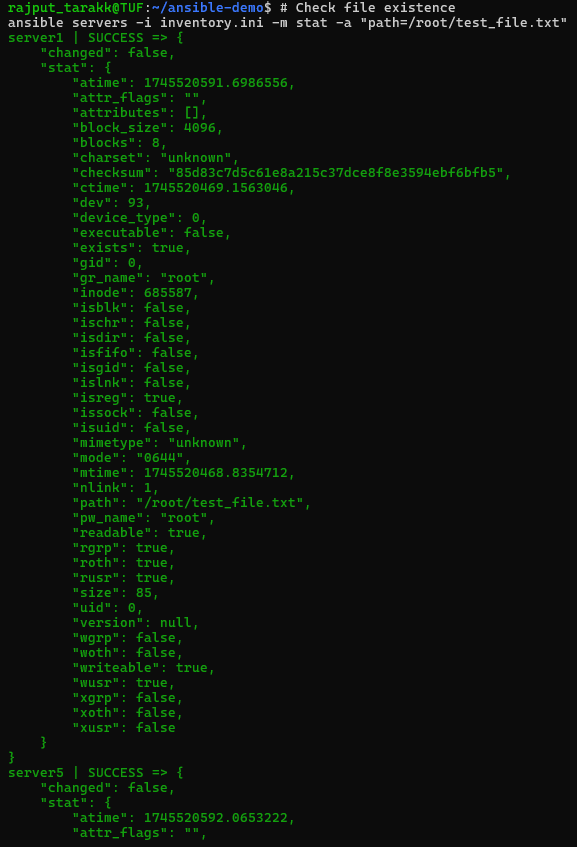 rajput_tarakk@TUF:~/ansible-demo$ # Check file existence
ansible servers -i inventory.ini -m stat -a "path=/root/test_file.txt"
server1 | SUCCESS => {
    "changed": false,
    "stat": {
        "atime": 1745520591.6986556,
        "attr_flags": "",
        "attributes": [],
        "block_size": 4096,
        "blocks": 8,
        "charset": "unknown",
        "checksum": "85d83c7d5c61e8a215c37dce8f8e3594ebf6bfb5",
        "ctime": 1745520469.1563046,
        "dev": 93,
        "device_type": 0,
        "executable": false,
        "exists": true,
        "gid": 0,
        "gr_name": "root",
        "inode": 685587,
        "isblk": false,
        "ischr": false,
        "isdir": false,
        "isfifo": false,
        "isgid": false,
        "islnk": false,
        "isreg": true,
        "issock": false,
        "isuid": false,
        "mimetype": "unknown",
        "mode": "0644",
        "mtime": 1745520468.8354712,
        "nlink": 1,
        "path": "/root/test_file.txt",
        "pw_name": "root",
        "readable": true,
        "rgrp": true,
        "roth": true,
        "rusr": true,
        "size": 85,
        "uid": 0,
        "version": null,
        "wgrp": false,
        "woth": false,
        "writeable": true,
        "wusr": true,
        "xgrp": false,
        "xoth": false,
        "xusr": false
    }
}
server5 | SUCCESS => {
    "changed": false,
    "stat": {
        "atime": 1745520592.0653222,
        "attr_flags": "",